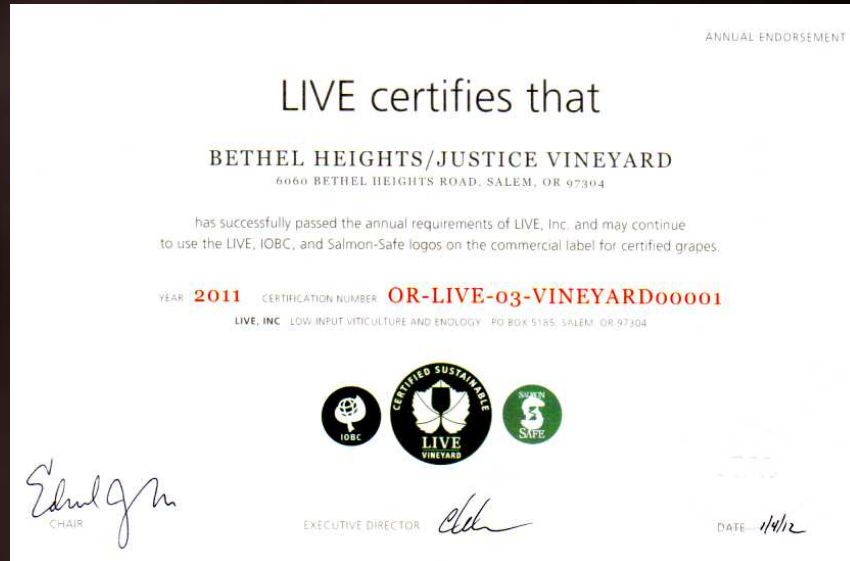 ANNUAL ENDORSEMENT
LIVE certifies that
BETHEL HEIGHTS/JUSTICE VINEYARD
6060 BETHEL HEIGHTS ROAD, SALEM, OR 97304
has successfully passed the annual requirements of LIVE, Inc. and may continue
to use the LIVE, IOBC, and Salmon-Safe logos on the commercial label for certified grapes.
YEAR 2011 CERTIFICATION NUMBER OR-LIVE-03-VINEYARD00001
LIVE, INC LOW INPUT VITICULTURE AND ENOLOGY PO BOX 5185, SALEM, OR 97304
CERTIFIED SUSTAINABLE
LIVE
VINEYARD
IOBC
SALMON
SAFE
CHAIR
EXECUTIVE DIRECTOR
DATE 1/4/12